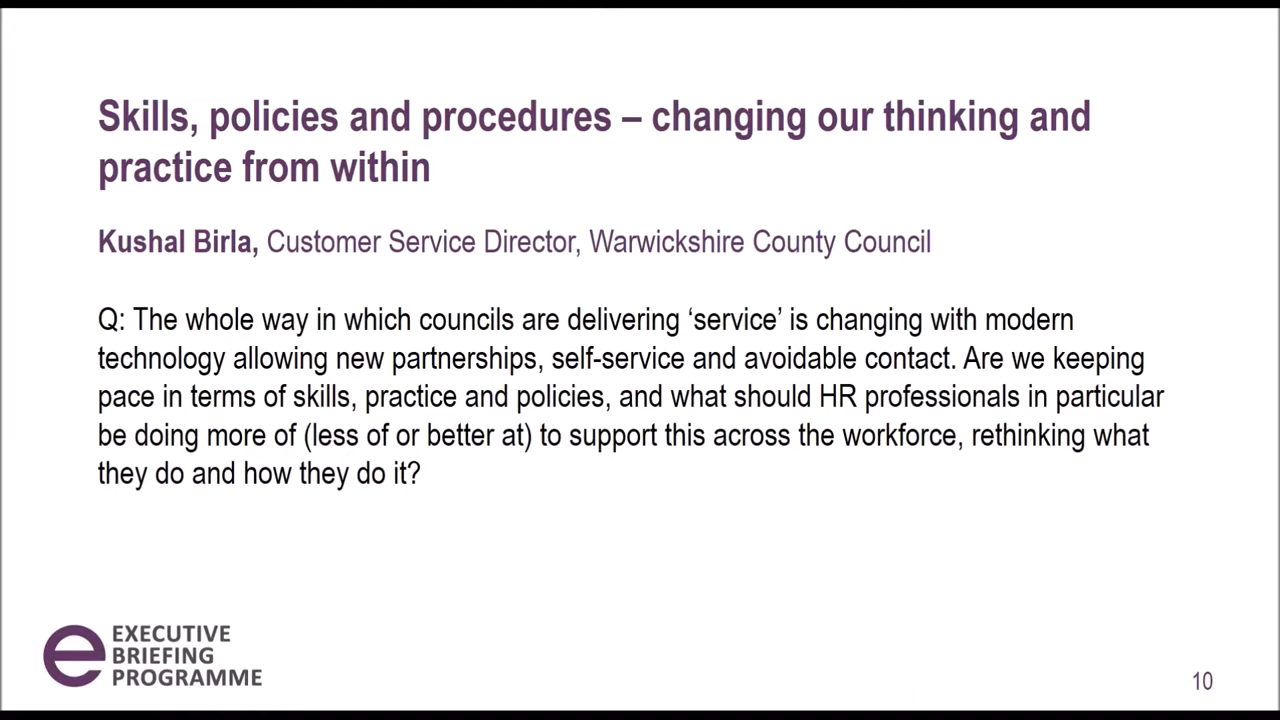 Skills, policies and procedures – changing our thinking and
practice from within
Kushal Birla, Customer Service Director, Warwickshire County Council
Q: The whole way in which councils are delivering ‘service’ is changing with modern
technology allowing new partnerships, self-service and avoidable contact. Are we keeping
pace in terms of skills, practice and policies, and what should HR professionals in particular
be doing more of (less of or better at) to support this across the workforce, rethinking what
they do and how they do it?
e EXECUTIVE
BRIEFING
PROGRAMME
10